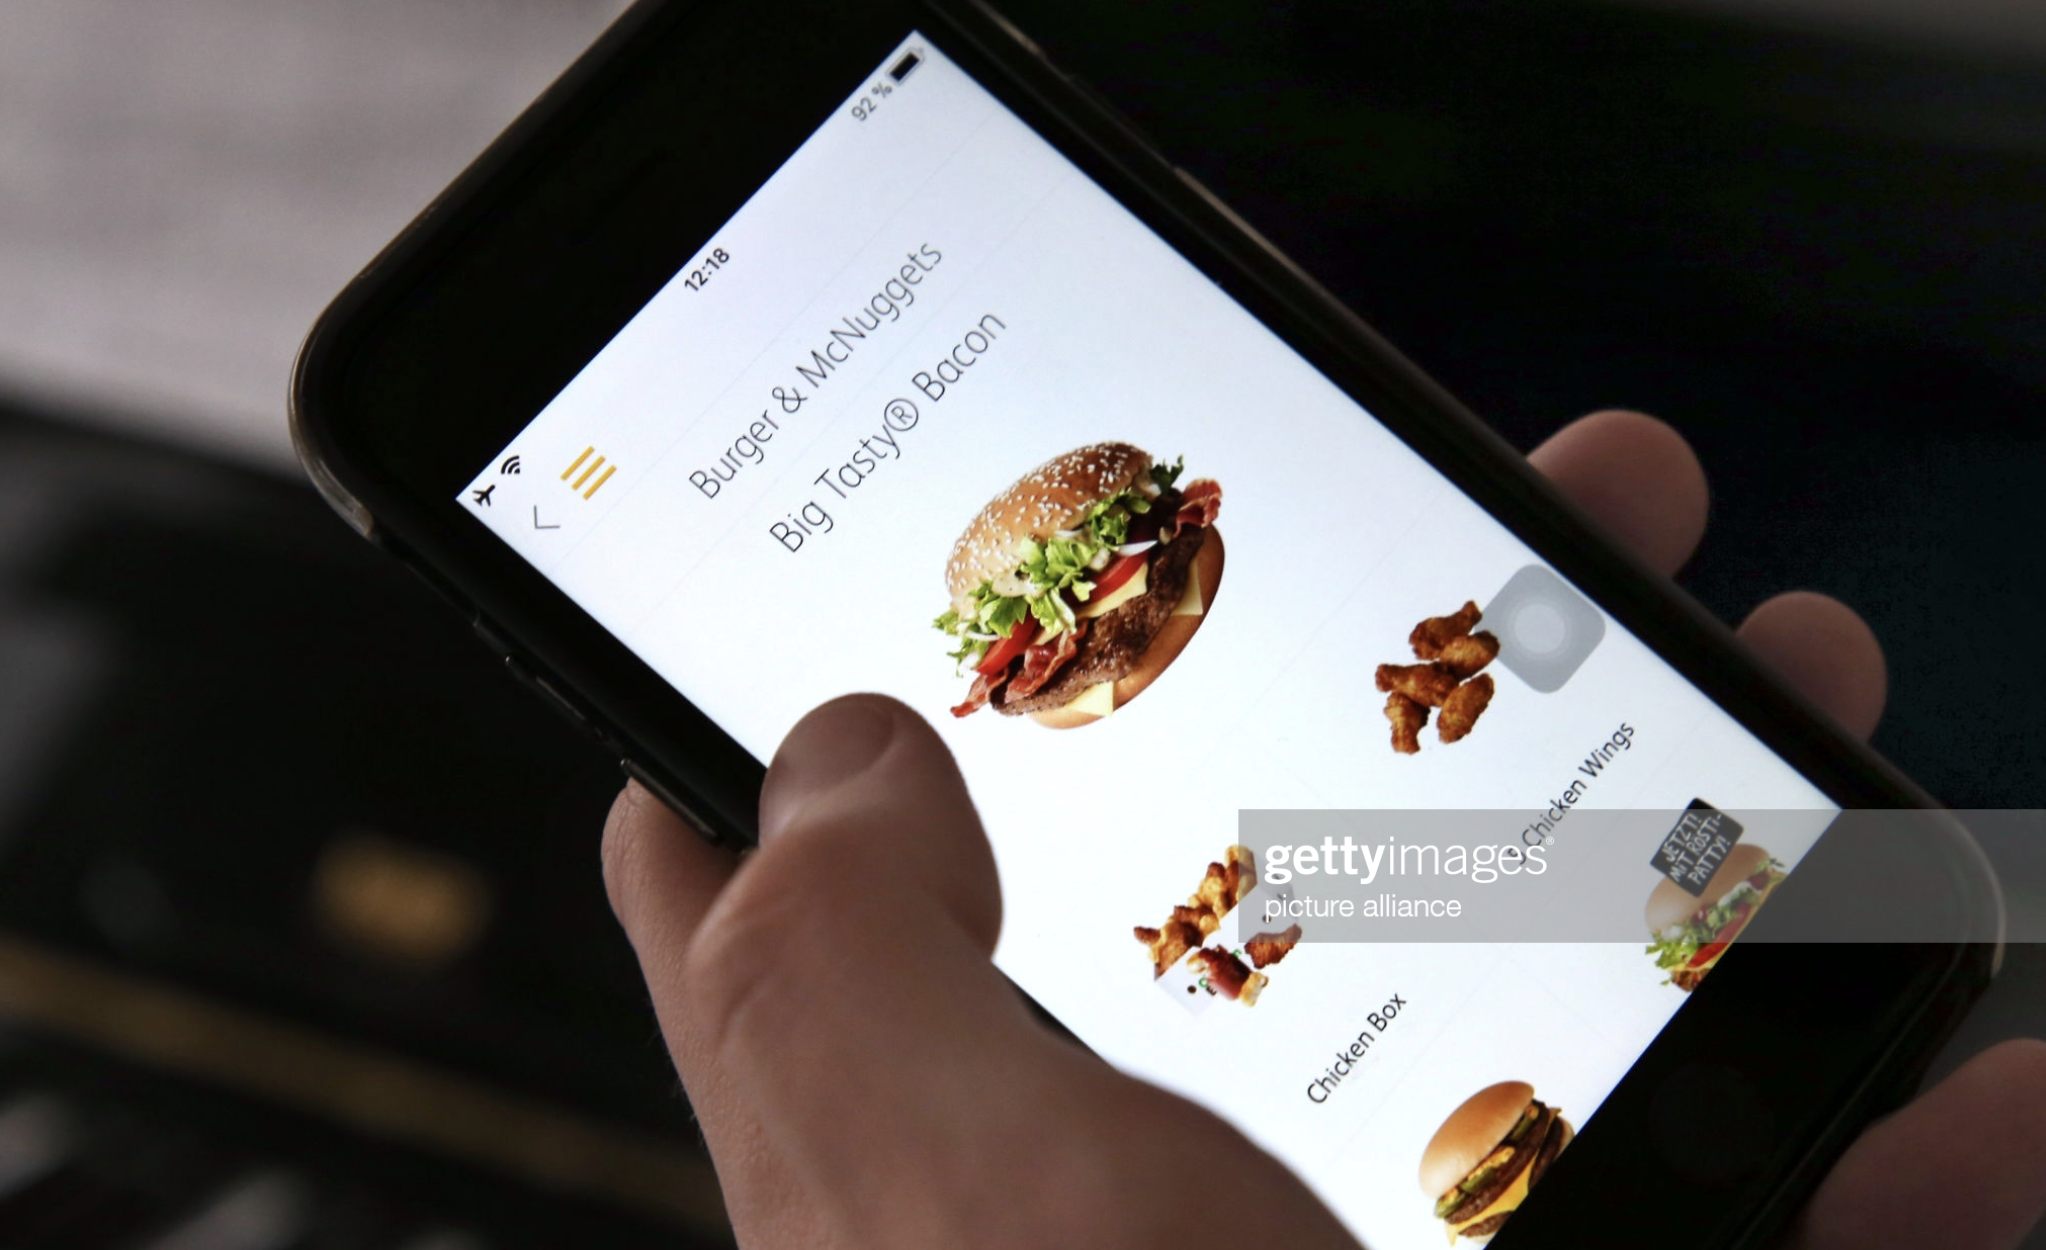 12:18
92 %
Burger & McNuggets
Big Tasty® Bacon
9 Chicken Wings
Chicken Box
JETZT!
MIT RÖSTI-
PATTY!
gettyimages®
picture alliance